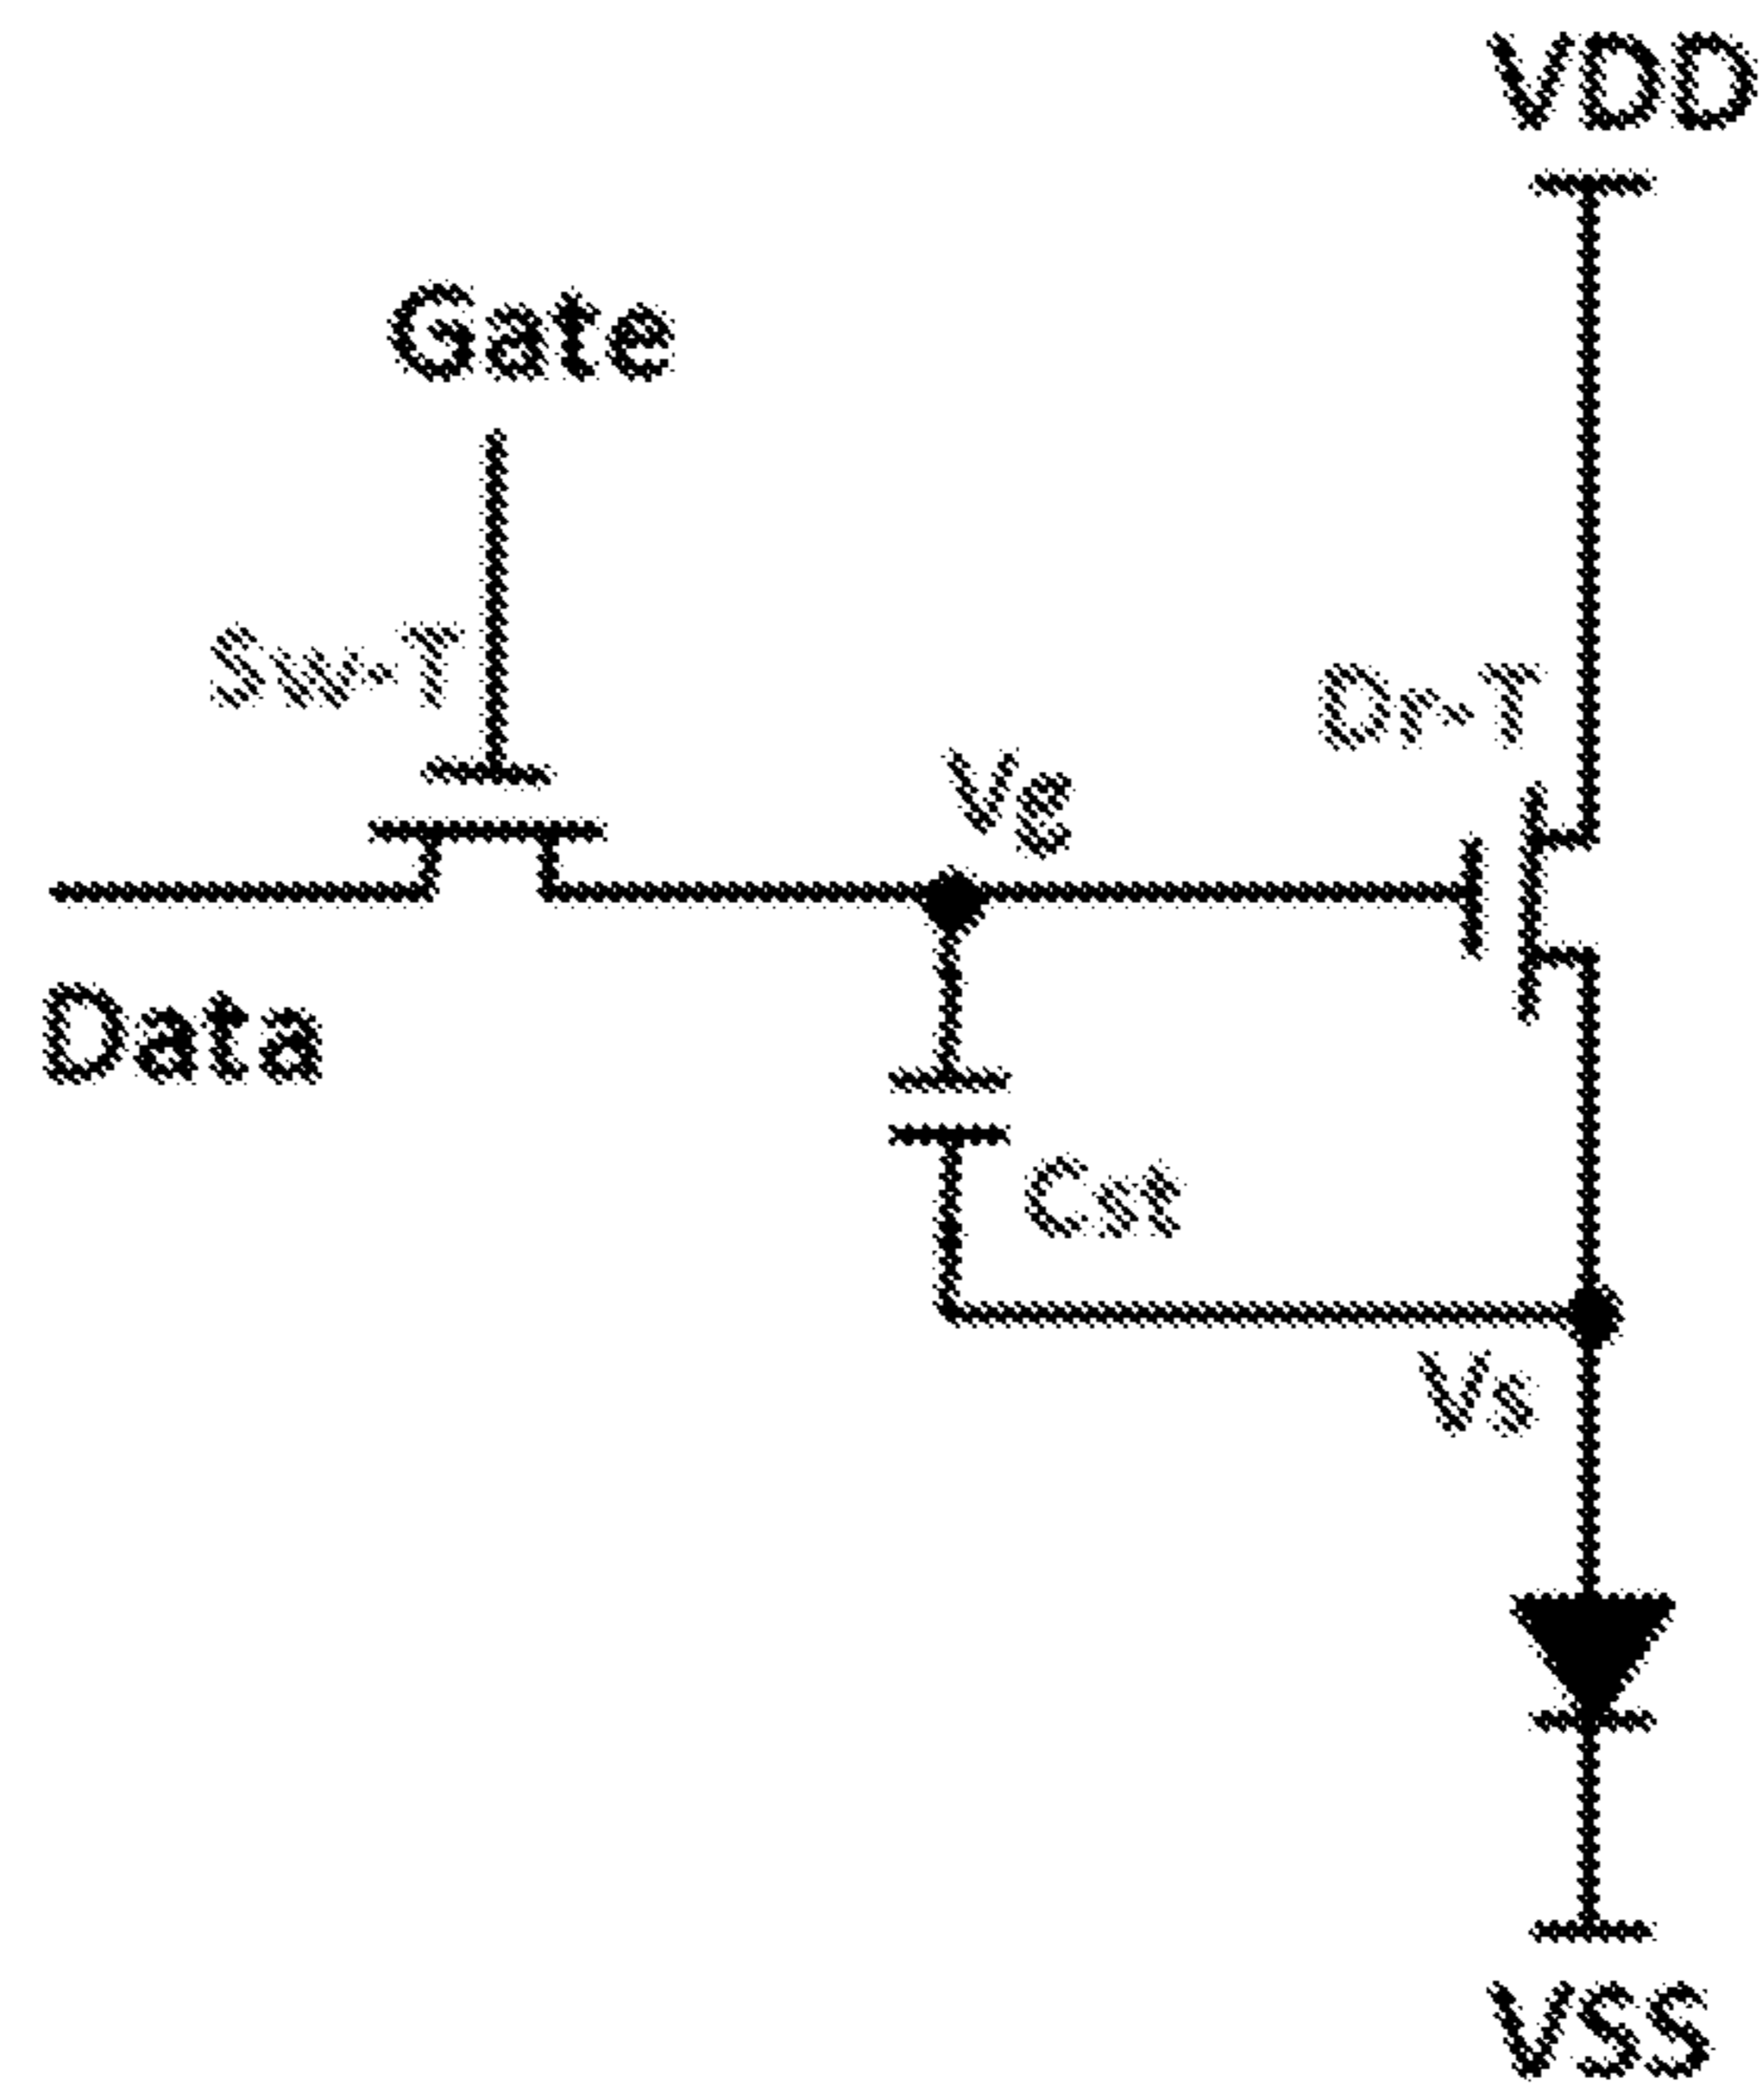 VDD
Gate
Sw-T
Dr-T
Vg
Data
Cst
Vs
VSS